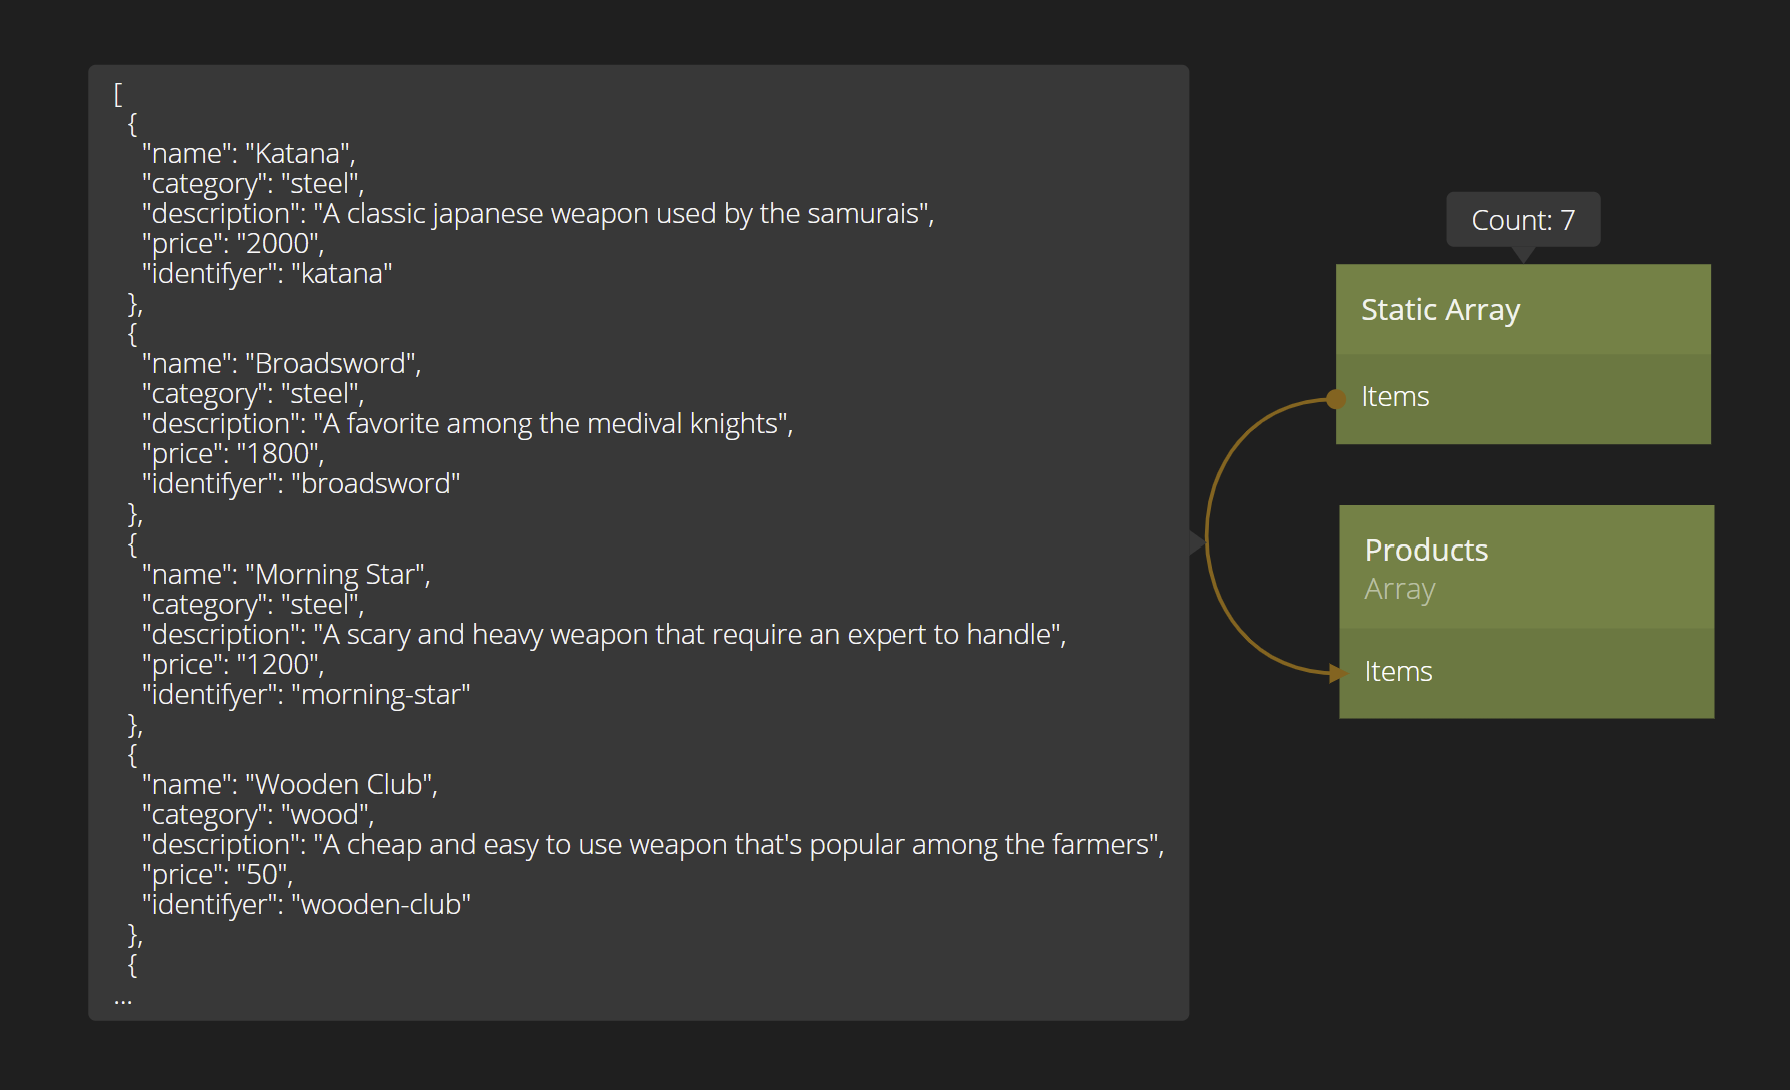 [
{
"name": "Katana",
"category": "steel",
"description": "A classic japanese weapon used by the samurais",
"price": "2000",
"identifyer": "katana"
},
{
"name": "Broadsword",
"category": "steel",
"description": "A favorite among the medival knights",
"price": "1800",
"identifyer": "broadsword"
},
{
"name": "Morning Star",
"category": "steel",
"description": "A scary and heavy weapon that require an expert to handle",
"price": "1200",
"identifyer": "morning-star"
},
{
"name": "Wooden Club",
"category": "wood",
"description": "A cheap and easy to use weapon that's popular among the farmers",
"price": "50",
"identifyer": "wooden-club"
},
{
...
Count: 7
Static Array
Items
Products
Array
Items